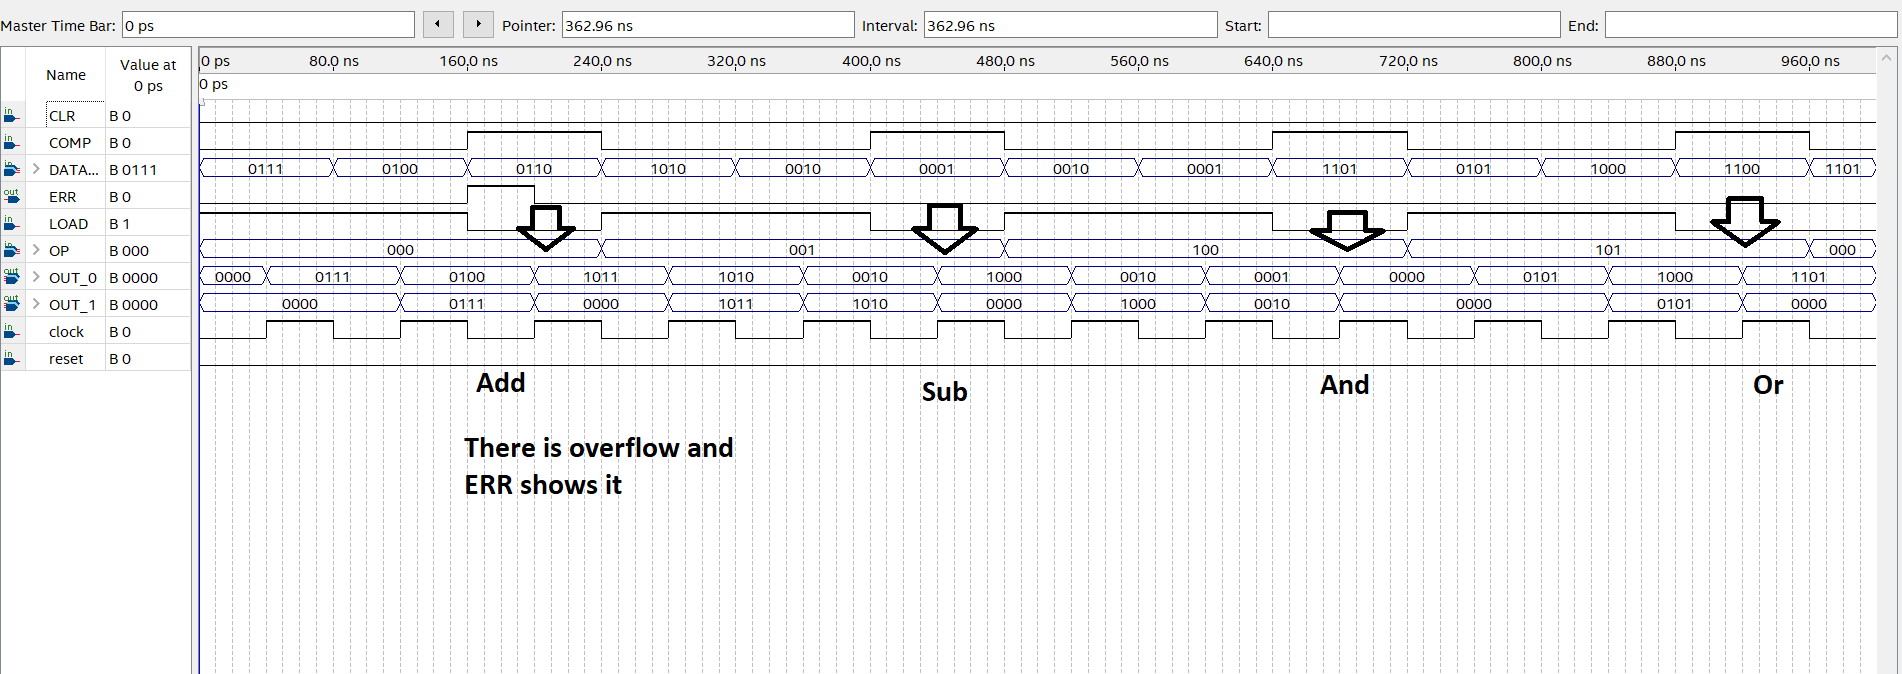 Master Time Bar: 0 ps Pointer: 362.96 ns Interval: 362.96 ns Start: End:
Name Value at 0 ps
0 ps 80.0 ns 160.0 ns 240.0 ns 320.0 ns 400.0 ns 480.0 ns 560.0 ns 640.0 ns 720.0 ns 800.0 ns 880.0 ns 960.0 ns
0 ps
in CLR B 0
in COMP B 0
in DATA... B 0111 0111 0100 0110 1010 0010 0001 0010 0001 1101 0101 1000 1100 1101
out ERR B 0
in LOAD B 1
in OP B 000 000 001 100 101 000
out OUT_0 B 0000 0000 0111 0100 1011 1010 0010 1000 0010 0001 0000 0101 1000 1101
out OUT_1 B 0000 0000 0111 0000 1011 1010 0000 1000 0010 0000 0101 0000
in clock B 0
in reset B 0
Add Sub And Or
There is overflow and
ERR shows it